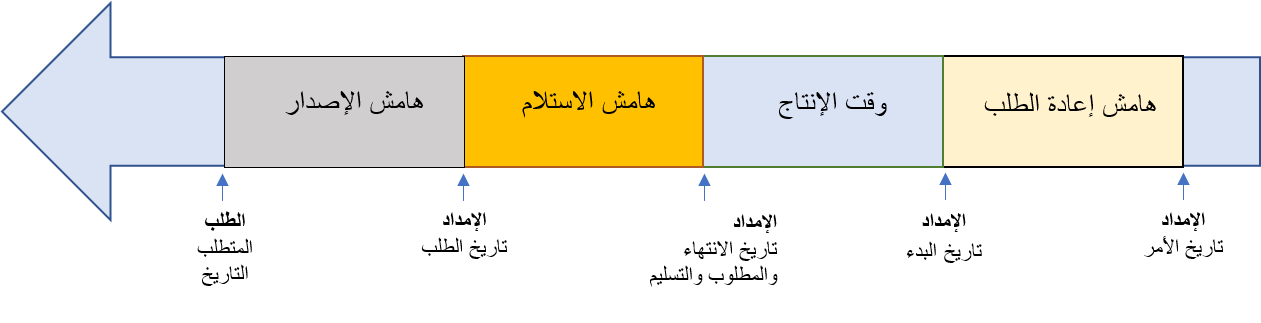 هامش إعادة الطلب
وقت الإنتاج
هامش الاستلام
هامش الإصدار
الإمداد
تاريخ الأمر
الإمداد
تاريخ البدء
الإمداد
تاريخ الانتهاء
والمطلوب والتسليم
الإمداد
تاريخ الطلب
الطلب
المتطلب
التاريخ